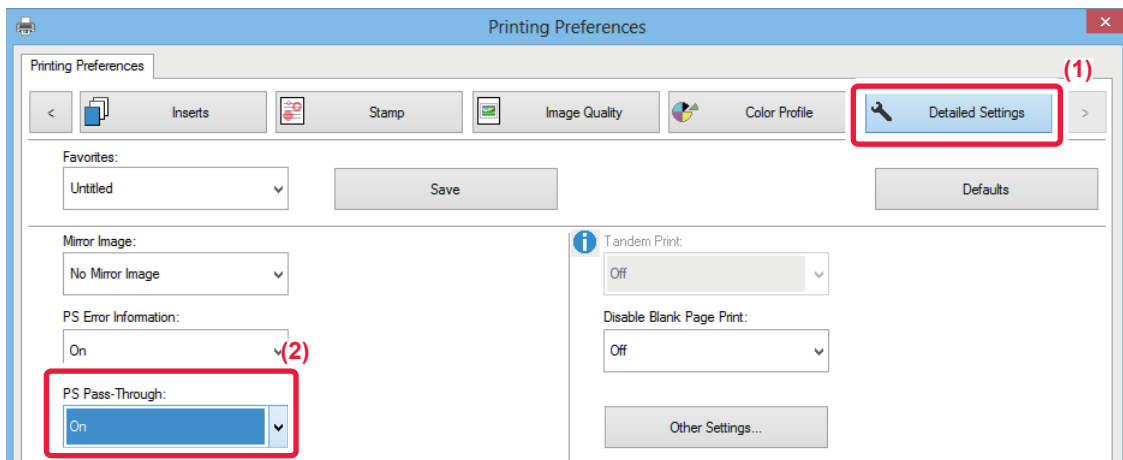 Printing Preferences
Printing Preferences
(1)
< Inserts Stamp Image Quality Color Profile Detailed Settings >
Favorites:
Untitled Save Defaults
Mirror Image: Tandem Print:
No Mirror Image Off
PS Error Information: Disable Blank Page Print:
On Off
(2)
PS Pass-Through:
On Other Settings...